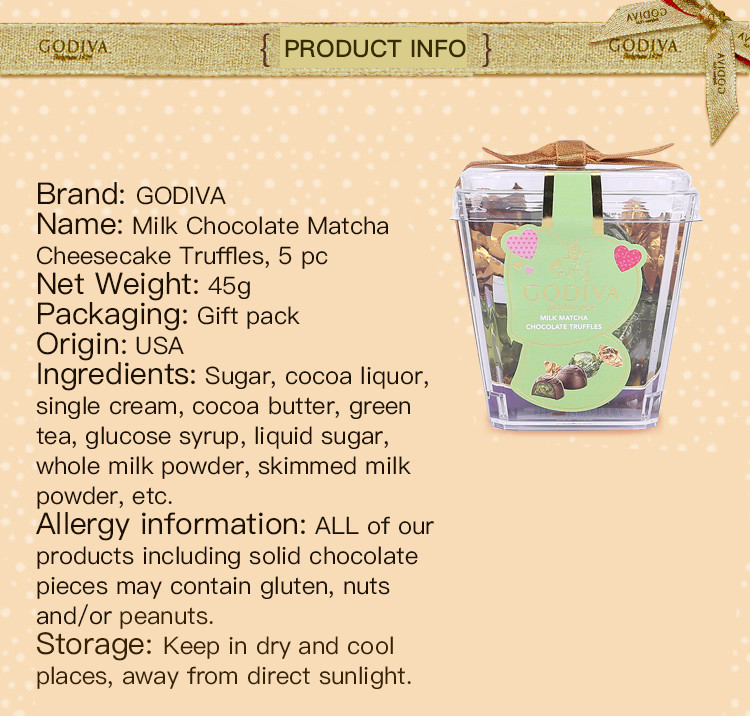 GODIVA
{ PRODUCT INFO }
GODIVA
GODIVA
GODIVA
Brand: GODIVA
Name: Milk Chocolate Matcha
Cheesecake Truffles, 5 pc
Net Weight: 45g
Packaging: Gift pack
Origin: USA
Ingredients: Sugar, cocoa liquor,
single cream, cocoa butter, green
tea, glucose syrup, liquid sugar,
whole milk powder, skimmed milk
powder, etc.
Allergy information: ALL of our
products including solid chocolate
pieces may contain gluten, nuts
and/or peanuts.
Storage: Keep in dry and cool
places, away from direct sunlight.
GODIVA
MILK MATCHA
CHOCOLATE TRUFFLES